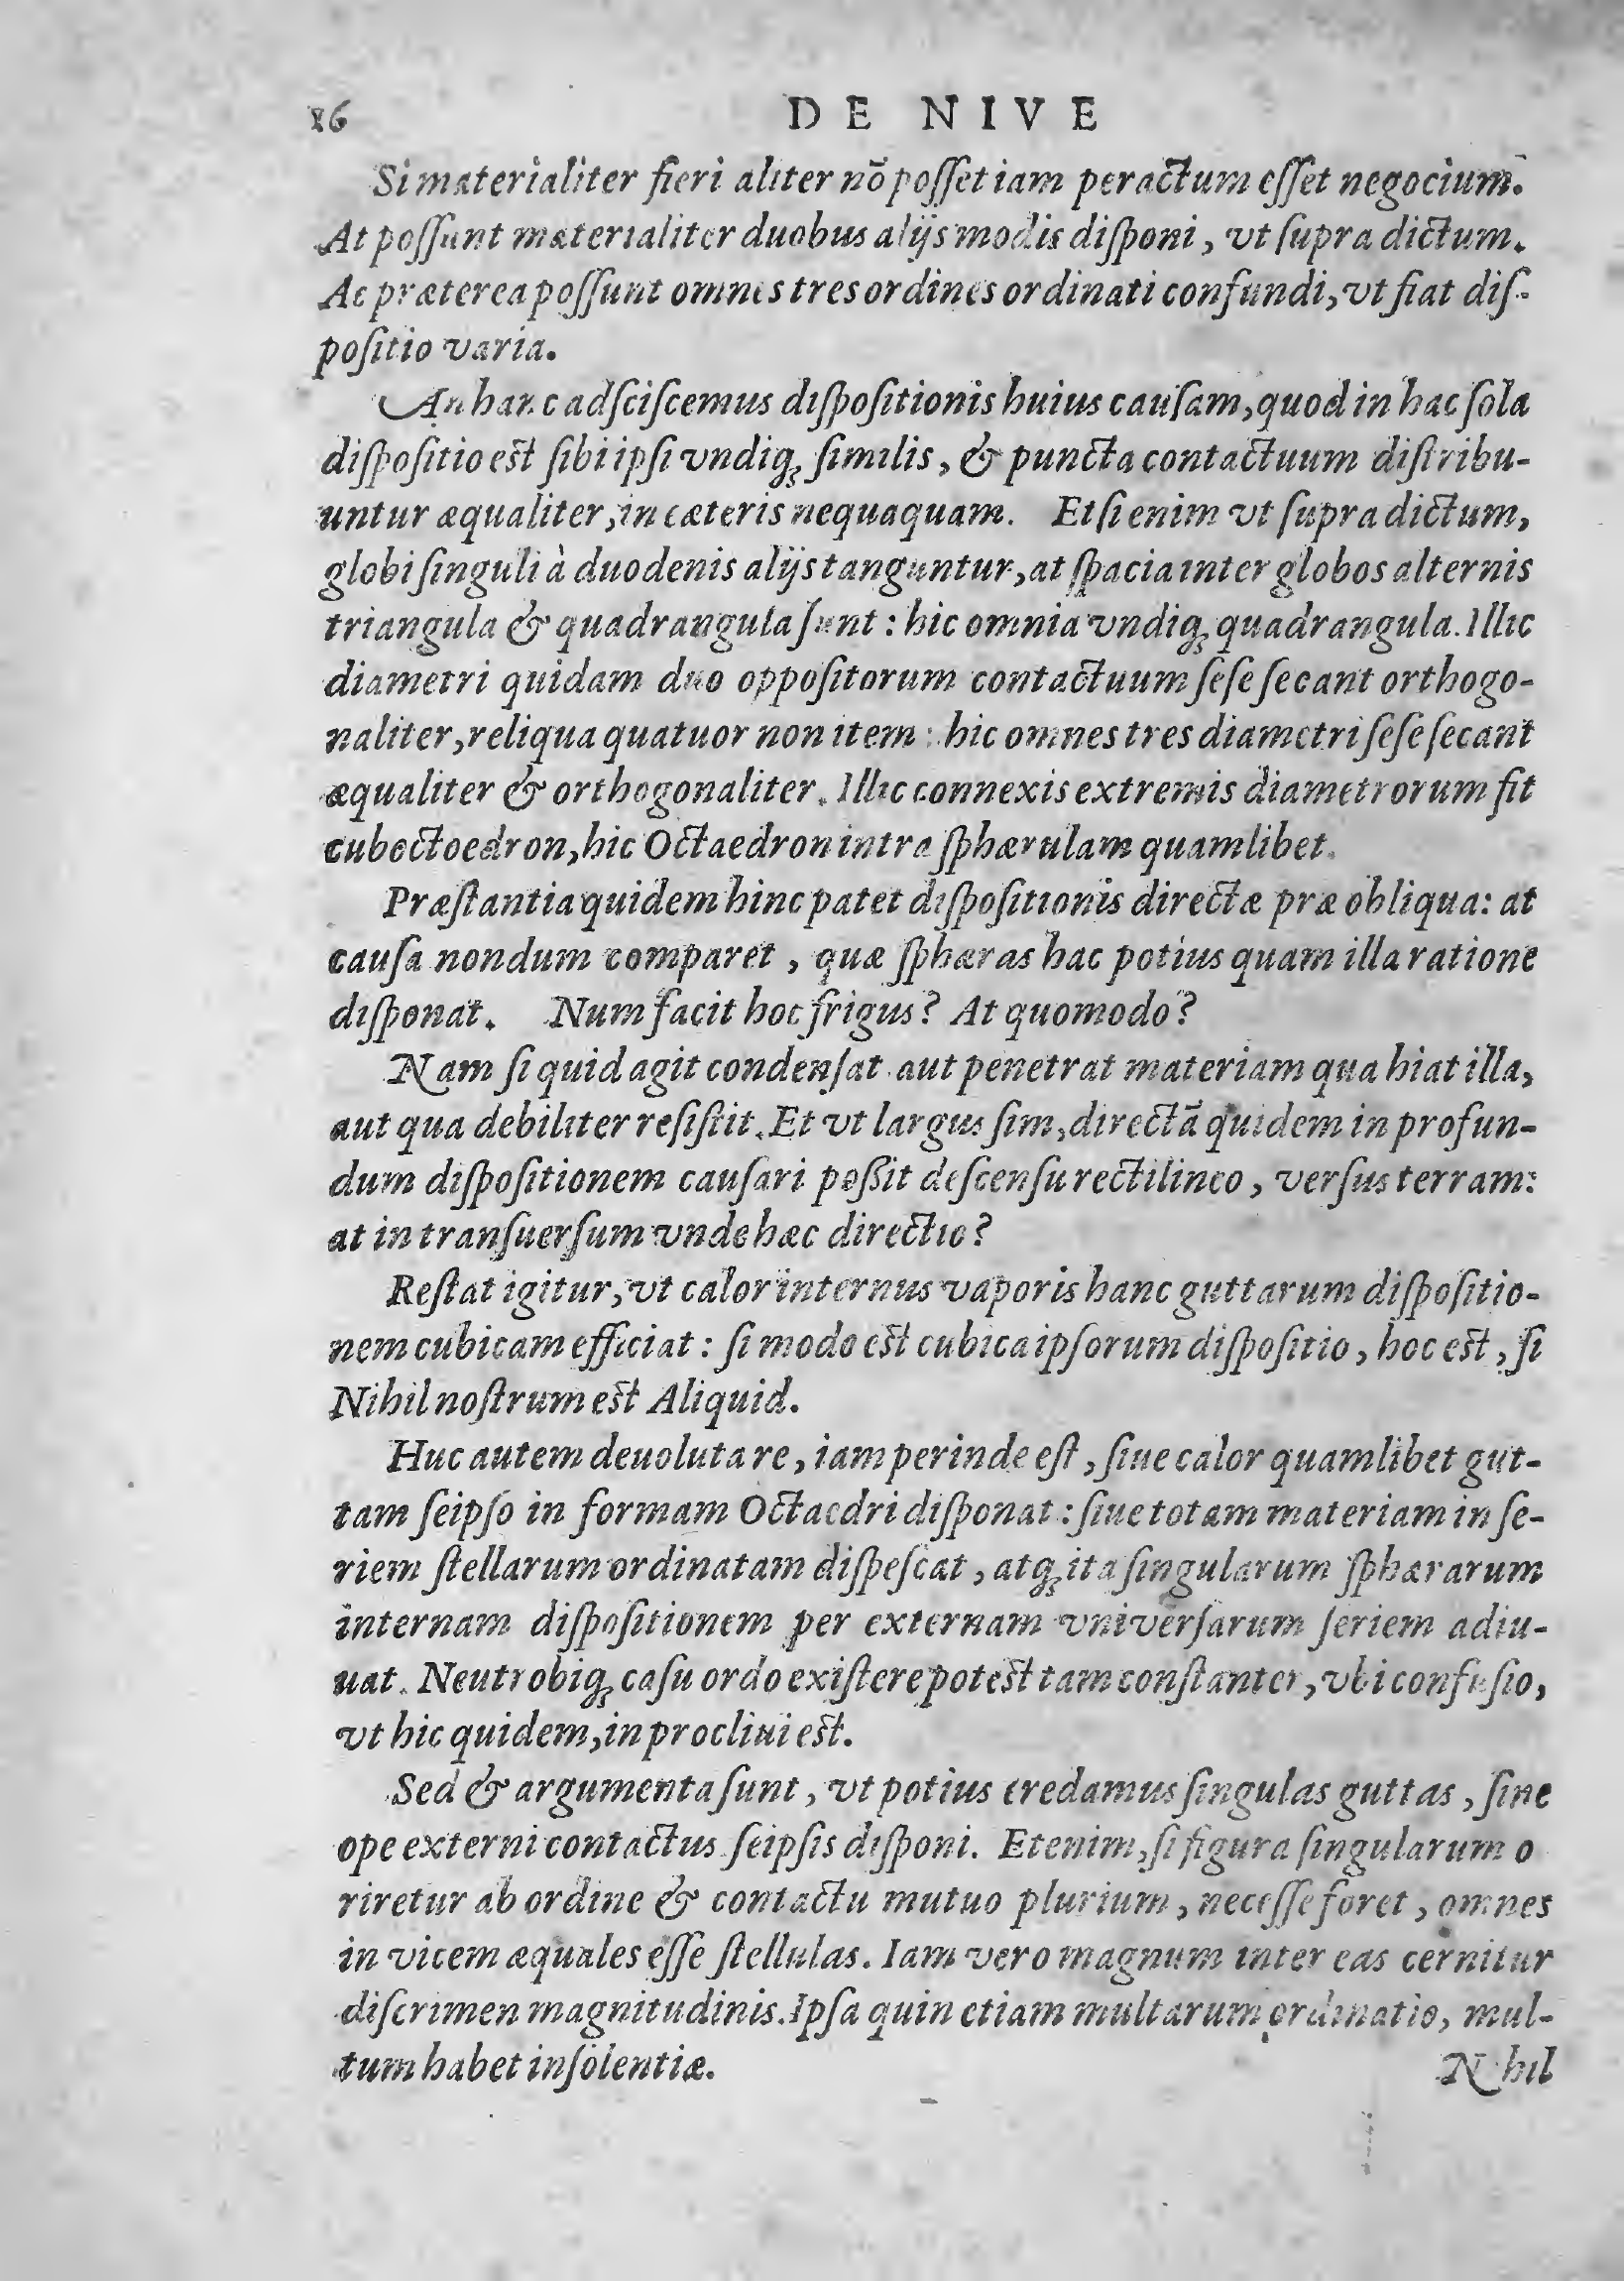 16 DE NIVE
Si materialiter fieri aliter nō poſſet iam peractum eſſet negocium.
At poſſunt materialiter duobus alijs modis diſponi, vt ſupra dictum.
Ac præterea poſſunt omnes tres ordines ordinati confundi, vt fiat diſ-
poſitio varia.
An hanc adſciſcemus diſpoſitionis huius cauſam, quod in hac ſola
diſpoſitio est ſibi ipſi vndiq; ſimilis, & puncta contactuum diſtribu-
untur æqualiter, in cæteris nequaquam. Etſi enim vt ſupra dictum,
globi ſinguli à duodenis alijs tanguntur, at ſpacia inter globos alternis
triangula & quadrangula ſunt: hic omnia vndiq; quadrangula. Illic
diametri quidam duo oppoſitorum contactuum ſeſe ſecant orthogo-
naliter, reliqua quatuor non item: hic omnes tres diametri ſeſe ſecant
æqualiter & orthogonaliter. Illic connexis extremis diametrorum fit
cuboctoedron, hic Octaedron intra ſphærulam quamlibet.
Præſtantia quidem hinc patet diſpoſitionis directæ præ obliqua: at
cauſa nondum comparet, quæ ſphæras hac potius quam illa ratione
diſponat. Num facit hoc frigus? At quomodo?
Nam ſi quid agit condenſat aut penetrat materiam qua hiat illa,
aut qua debiliter reſiſtit. Et vt largus ſim, directā quidem in profun-
dum diſpoſitionem cauſari poßit deſcenſu rectilineo, verſus terram:
at in tranſuerſum vnde hæc directio?
Reſtat igitur, vt calor internus vaporis hanc guttarum diſpoſitio-
nem cubicam efficiat: ſi modo est cubica ipſorum diſpoſitio, hoc est, ſi
Nihil noſtrum est Aliquid.
Huc autem deuoluta re, iam perinde eſt, ſiue calor quamlibet gut-
tam ſeipſo in formam Octaedri diſponat: ſiue totam materiam in ſe-
riem ſtellarum ordinatam diſpeſcat, atq; ita ſingularum ſphærarum
internam diſpoſitionem per externam vniverſarum ſeriem adiu-
uat. Neutrobiq; caſu ordo exiſtere potest tam conſtanter, vbi confuſio,
vt hic quidem, in procliui est.
Sed & argumenta ſunt, vt potius credamus ſingulas guttas, ſine
ope externi contactus ſeipſis diſponi. Etenim, ſi figura ſingularum o
riretur ab ordine & contactu mutuo plurium, neceſſe foret, omnes
in vicem æquales eſſe ſtellulas. Iam vero magnum inter eas cernitur
diſcrimen magnitudinis. Ipſa quin etiam multarum ordinatio, mul-
tum habet inſolentiæ.
Nihil